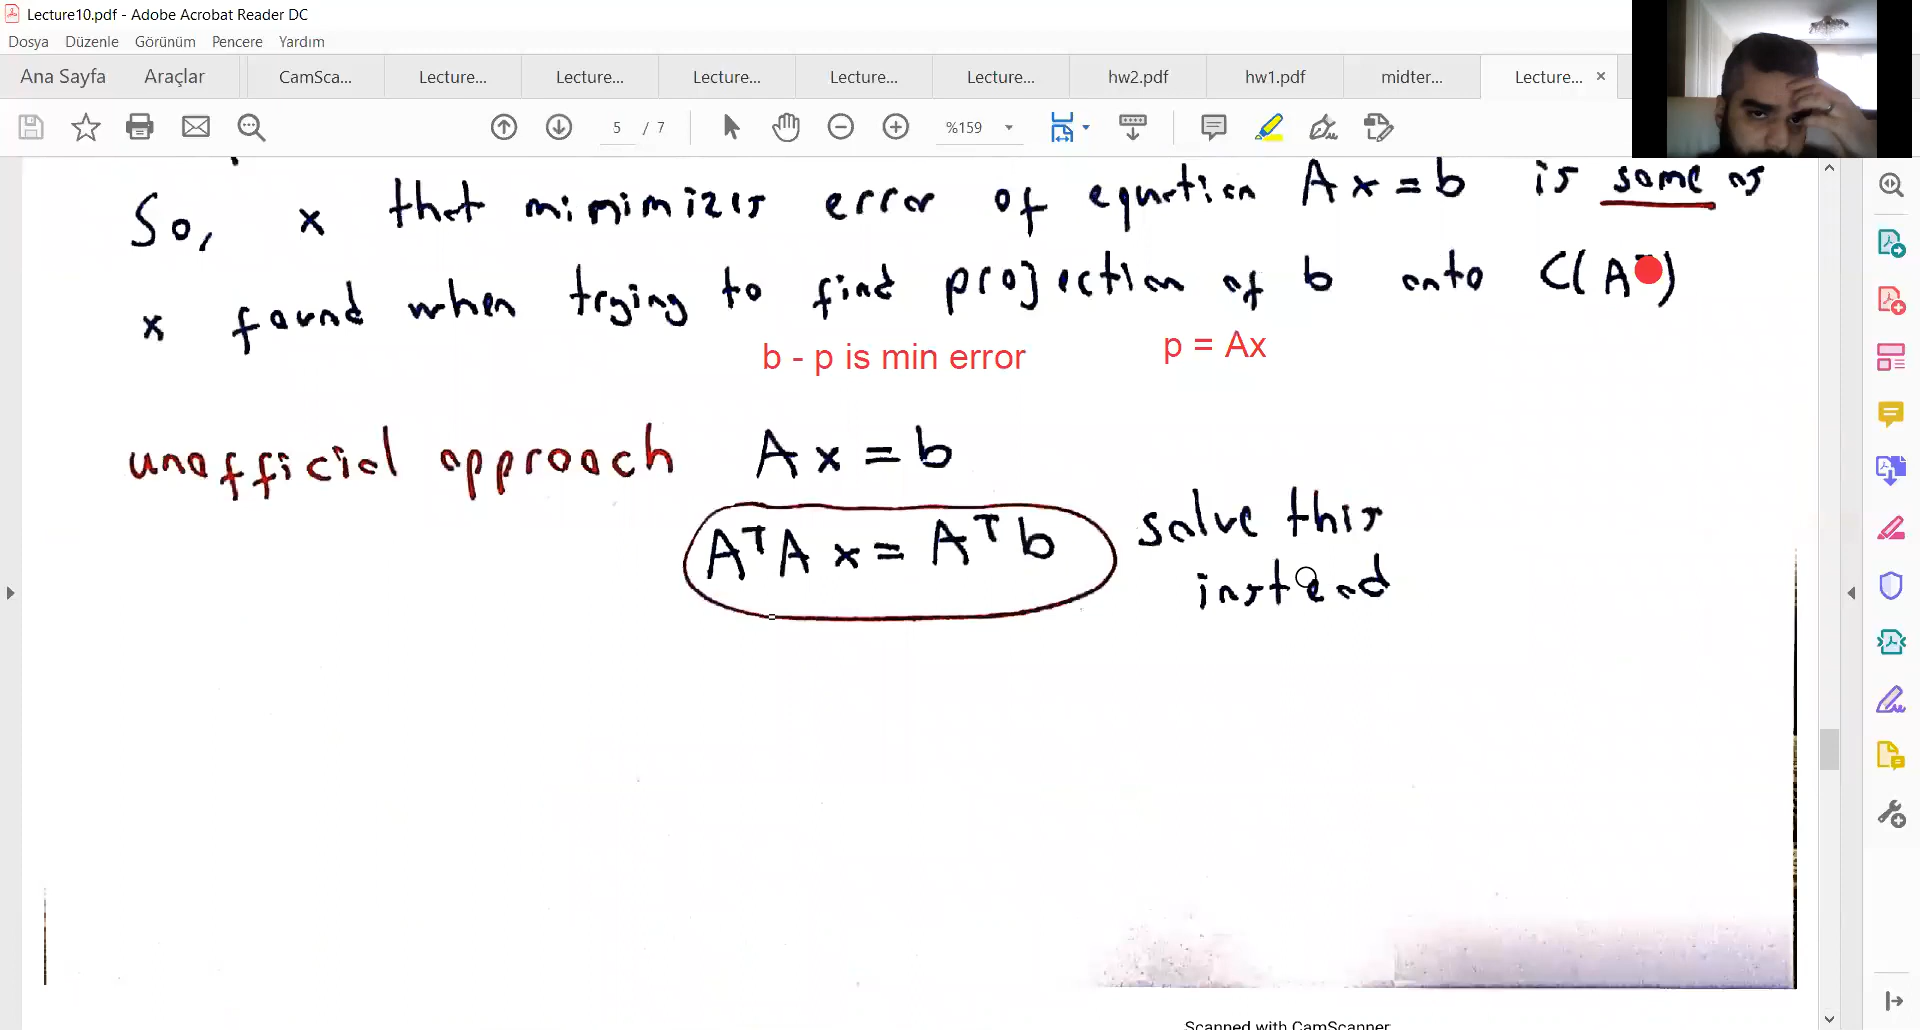 Lecture10.pdf - Adobe Acrobat Reader DC
Dosya Düzenle Görünüm Pencere Yardım
Ana Sayfa Araçlar CamSca... Lecture... Lecture... Lecture... Lecture... Lecture... hw2.pdf hw1.pdf midter... Lecture... ×
5 / 7 %159
So, x that mimimizes error of equation Ax = b is same as
x found when trying to find projection of b onto C(A)
b - p is min error p = Ax
unofficial approach Ax = b
AᵀA x = Aᵀb solve this
instead
Scanned with CamScanner